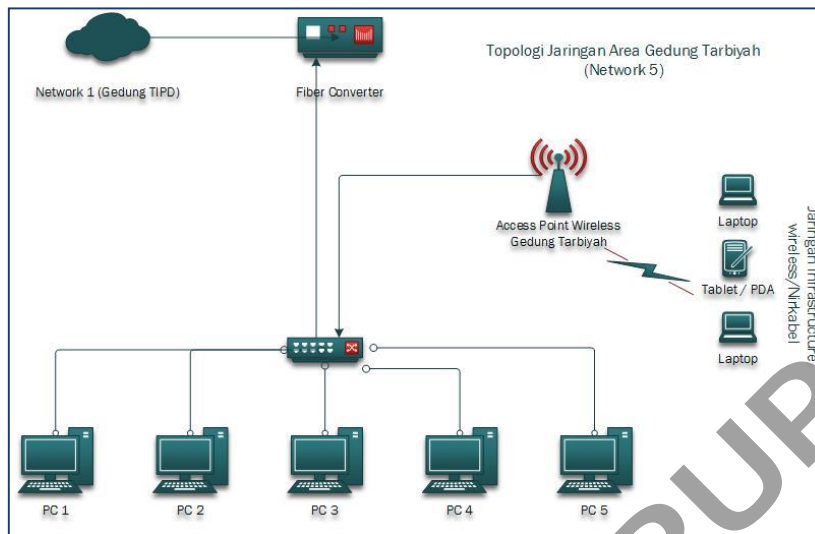 Topologi Jaringan Area Gedung Tarbiyah
(Network 5)
Network 1 (Gedung TIPD)
Fiber Converter
Access Point Wireless
Gedung Tarbiyah
Laptop
Tablet / PDA
Laptop
Jaringan Infrastructure
wireless/Nirkabel
PC 1
PC 2
PC 3
PC 4
PC 5
RUP